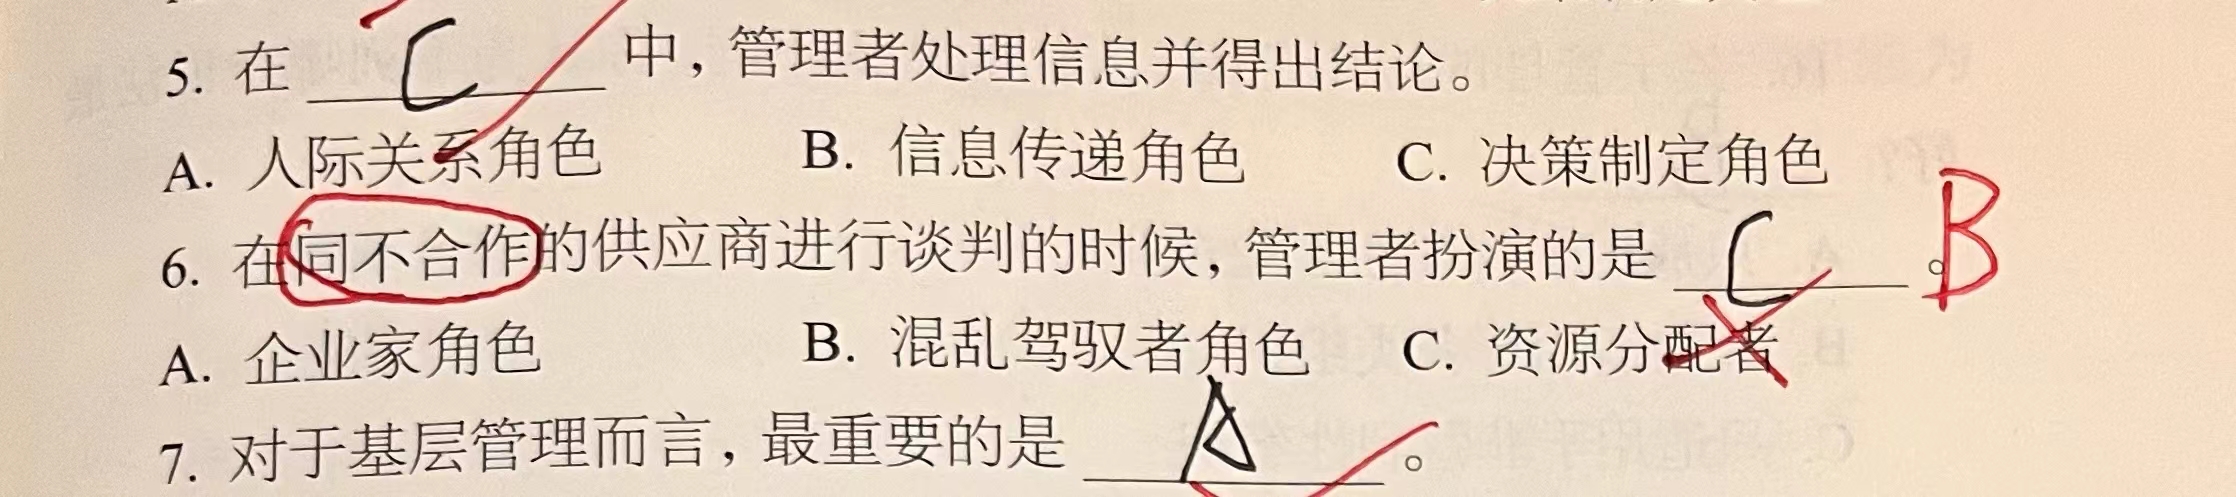 5. 在 C 中，管理者处理信息并得出结论。
A. 人际关系角色 B. 信息传递角色 C. 决策制定角色
6. 在同不合作的供应商进行谈判的时候，管理者扮演的是 C 。B
A. 企业家角色 B. 混乱驾驭者角色 C. 资源分配者
7. 对于基层管理而言，最重要的是 A 。